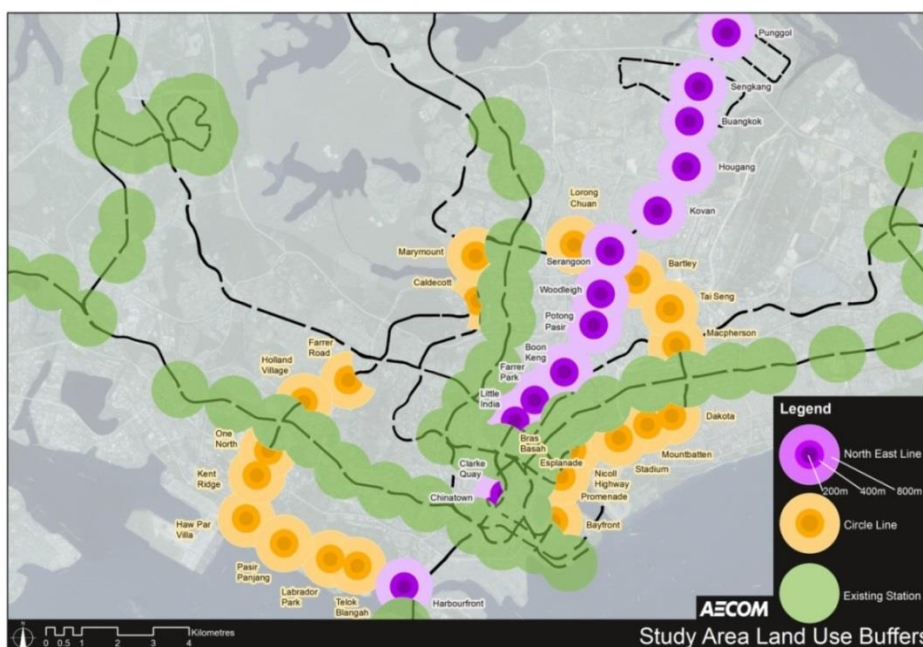 Punggol
Sengkang
Buangkok
Hougang
Kovan
Lorong
Chuan
Marymount
Serangoon
Bartley
Caldecott
Woodleigh
Tai Seng
Potong
Pasir
Macpherson
Farrer
Road
Boon
Keng
Holland
Village
Farrer
Park
Little
India
Dakota
One
North
Bras
Basah
Mountbatten
Clarke
Quay
Esplanade
Stadium
Kent
Ridge
Nicoll
Highway
Chinatown
Promenade
Haw Par
Villa
Bayfront
Pasir
Panjang
Labrador
Park
Telok
Blangah
Harbourfront
Legend
North East Line
200m 400m 800m
Circle Line
Existing Station
AECOM
Study Area Land Use Buffers
N
Kilometres
0 0.5 1 2 3 4